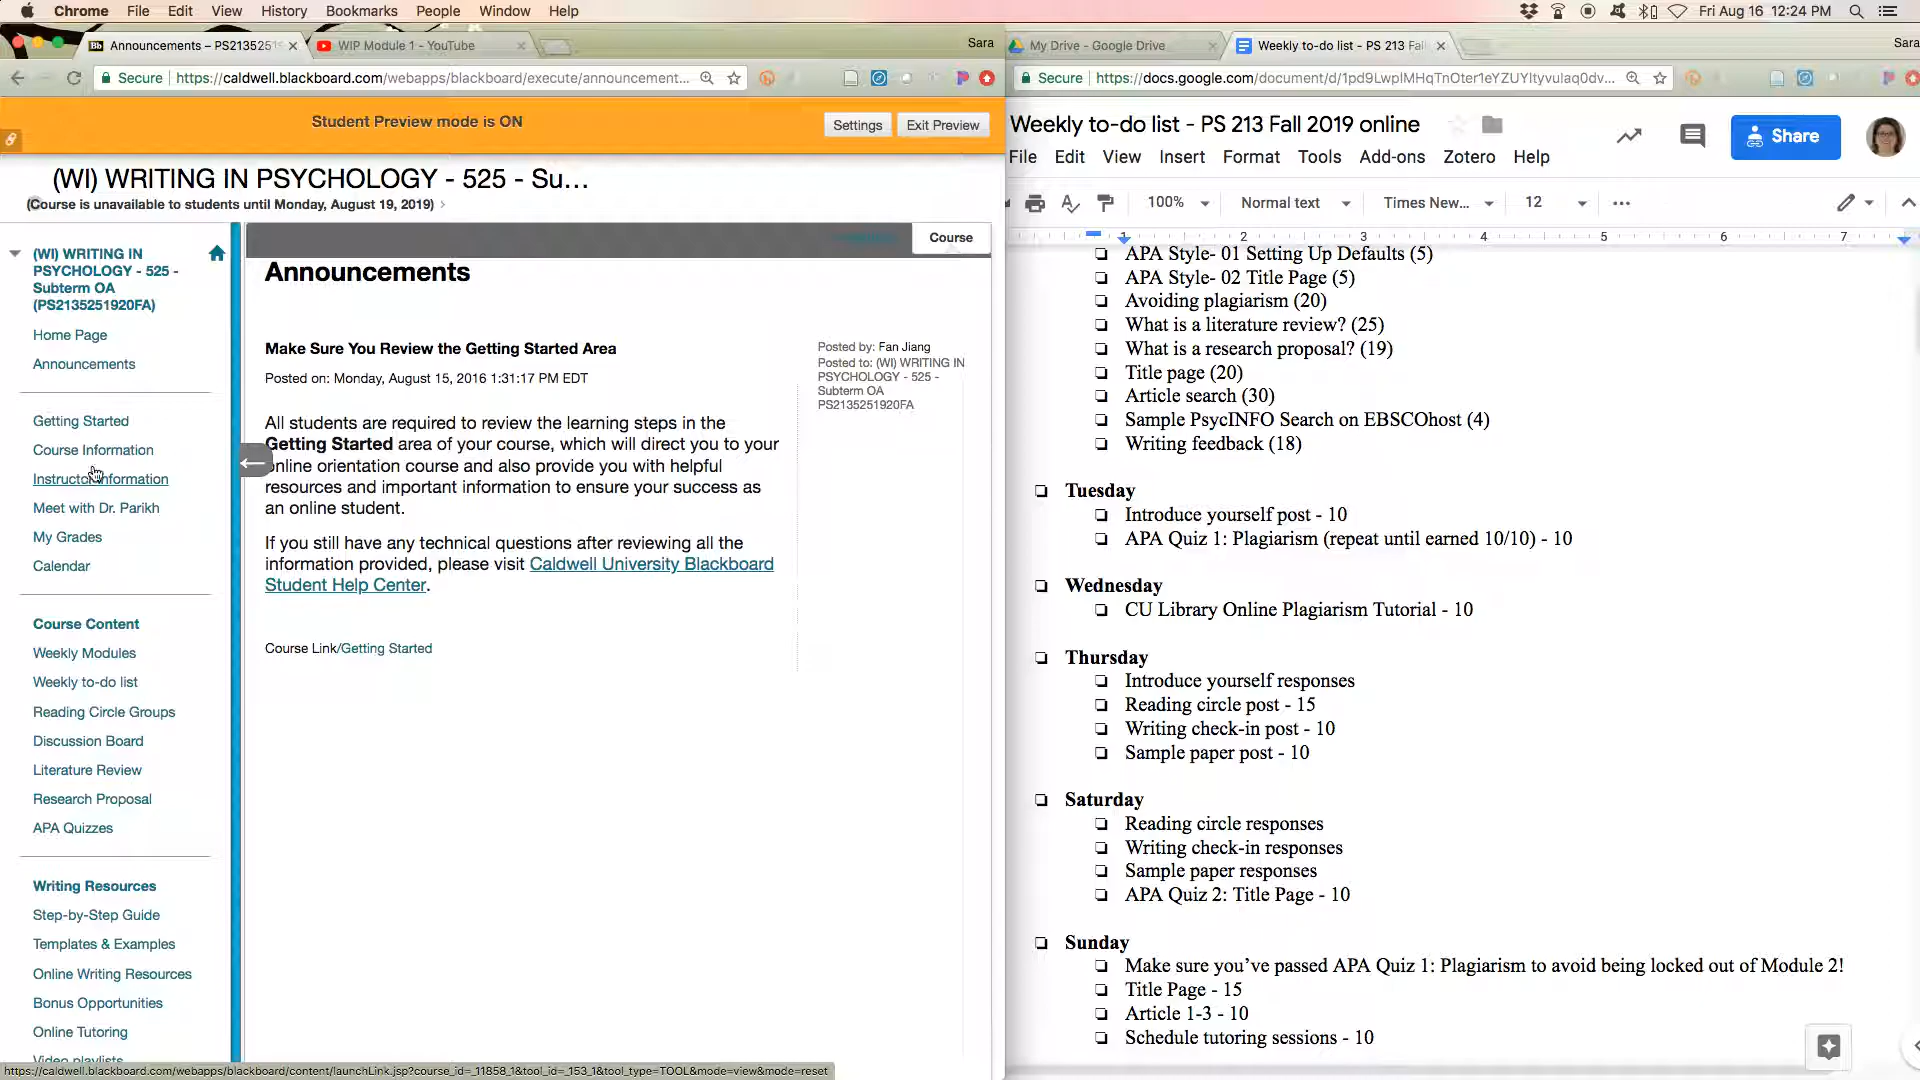 Chrome File Edit View History Bookmarks People Window Help
Fri Aug 16 12:24 PM
Announcements – PS213525
WIP Module 1 - YouTube
Sara
Secure https://caldwell.blackboard.com/webapps/blackboard/execute/announcement...
Student Preview mode is ON
Settings
Exit Preview
(WI) WRITING IN PSYCHOLOGY - 525 - Su...
(Course is unavailable to students until Monday, August 19, 2019)
(WI) WRITING IN
PSYCHOLOGY - 525 -
Subterm OA
(PS2135251920FA)
Home Page
Announcements
Getting Started
Course Information
Instructor Information
Meet with Dr. Parikh
My Grades
Calendar
Course Content
Weekly Modules
Weekly to-do list
Reading Circle Groups
Discussion Board
Literature Review
Research Proposal
APA Quizzes
Writing Resources
Step-by-Step Guide
Templates & Examples
Online Writing Resources
Bonus Opportunities
Online Tutoring
Video playlists
Course
Announcements
Make Sure You Review the Getting Started Area
Posted on: Monday, August 15, 2016 1:31:17 PM EDT
All students are required to review the learning steps in the
Getting Started area of your course, which will direct you to your
online orientation course and also provide you with helpful
resources and important information to ensure your success as
an online student.
If you still have any technical questions after reviewing all the
information provided, please visit Caldwell University Blackboard
Student Help Center.
Course Link/Getting Started
Posted by: Fan Jiang
Posted to: (WI) WRITING IN
PSYCHOLOGY - 525 -
Subterm OA
PS2135251920FA
https://caldwell.blackboard.com/webapps/blackboard/content/launchLink.jsp?course_id=_11858_1&tool_id=_153_1&tool_type=TOOL&mode=view&mode=reset
My Drive - Google Drive
Weekly to-do list - PS 213 Fall
Sara
Secure https://docs.google.com/document/d/1pd9LwpIMHqTnOter1eYZUYltyvulaq0dv...
Weekly to-do list - PS 213 Fall 2019 online
File Edit View Insert Format Tools Add-ons Zotero Help
Share
100% Normal text Times New... 12
1 2 3 4 5 6 7
APA Style- 01 Setting Up Defaults (5)
APA Style- 02 Title Page (5)
Avoiding plagiarism (20)
What is a literature review? (25)
What is a research proposal? (19)
Title page (20)
Article search (30)
Sample PsycINFO Search on EBSCOhost (4)
Writing feedback (18)
Tuesday
Introduce yourself post - 10
APA Quiz 1: Plagiarism (repeat until earned 10/10) - 10
Wednesday
CU Library Online Plagiarism Tutorial - 10
Thursday
Introduce yourself responses
Reading circle post - 15
Writing check-in post - 10
Sample paper post - 10
Saturday
Reading circle responses
Writing check-in responses
Sample paper responses
APA Quiz 2: Title Page - 10
Sunday
Make sure you’ve passed APA Quiz 1: Plagiarism to avoid being locked out of Module 2!
Title Page - 15
Article 1-3 - 10
Schedule tutoring sessions - 10